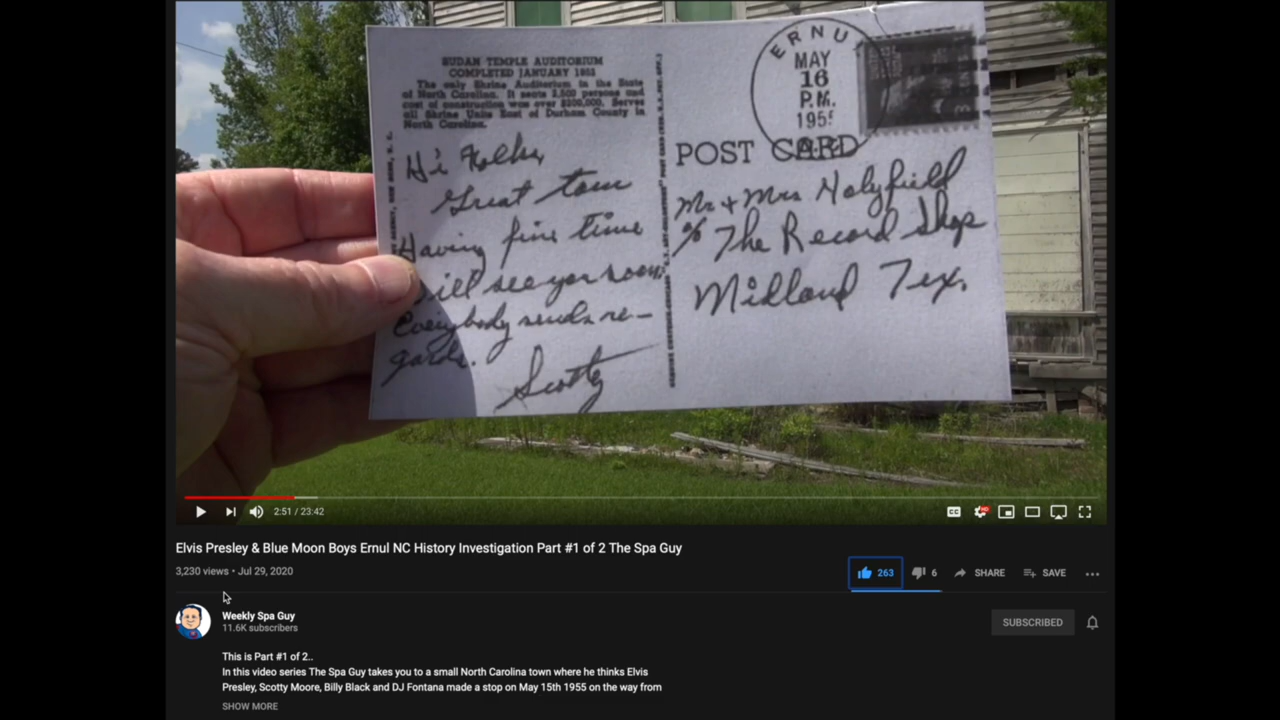 SUDAN TEMPLE AUDITORIUM
COMPLETED JANUARY 1953
The only Shrine Auditorium in the State
of North Carolina. It seats 2,500 persons and
cost of construction was over $200,000. Serves
all Shrine Units East of Durham County in
North Carolina.
Hi Folks,
Great tour
Having fine time
Will see you soon,
Everybody sends re-
gards.
Scotty
ERNUL
MAY
16
P.M.
1955
POST CARD
Mr + Mrs Holyfield
% The Record Shop
Midland Tex.
2:51 / 23:42
CC
HD
Elvis Presley & Blue Moon Boys Ernul NC History Investigation Part #1 of 2 The Spa Guy
3,230 views • Jul 29, 2020
263
6
SHARE
SAVE
Weekly Spa Guy
11.6K subscribers
SUBSCRIBED
This is Part #1 of 2..
In this video series The Spa Guy takes you to a small North Carolina town where he thinks Elvis
Presley, Scotty Moore, Billy Black and DJ Fontana made a stop on May 15th 1955 on the way from
SHOW MORE